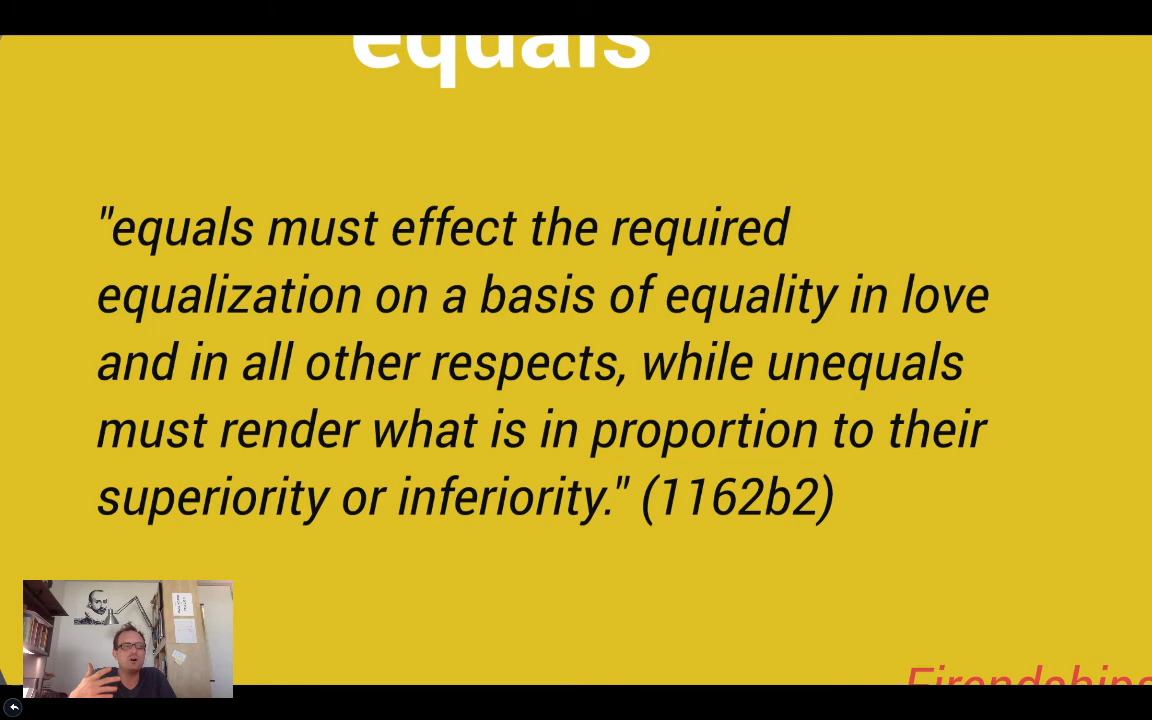 equals
"equals must effect the required
equalization on a basis of equality in love
and in all other respects, while unequals
must render what is in proportion to their
superiority or inferiority." (1162b2)
Firendships